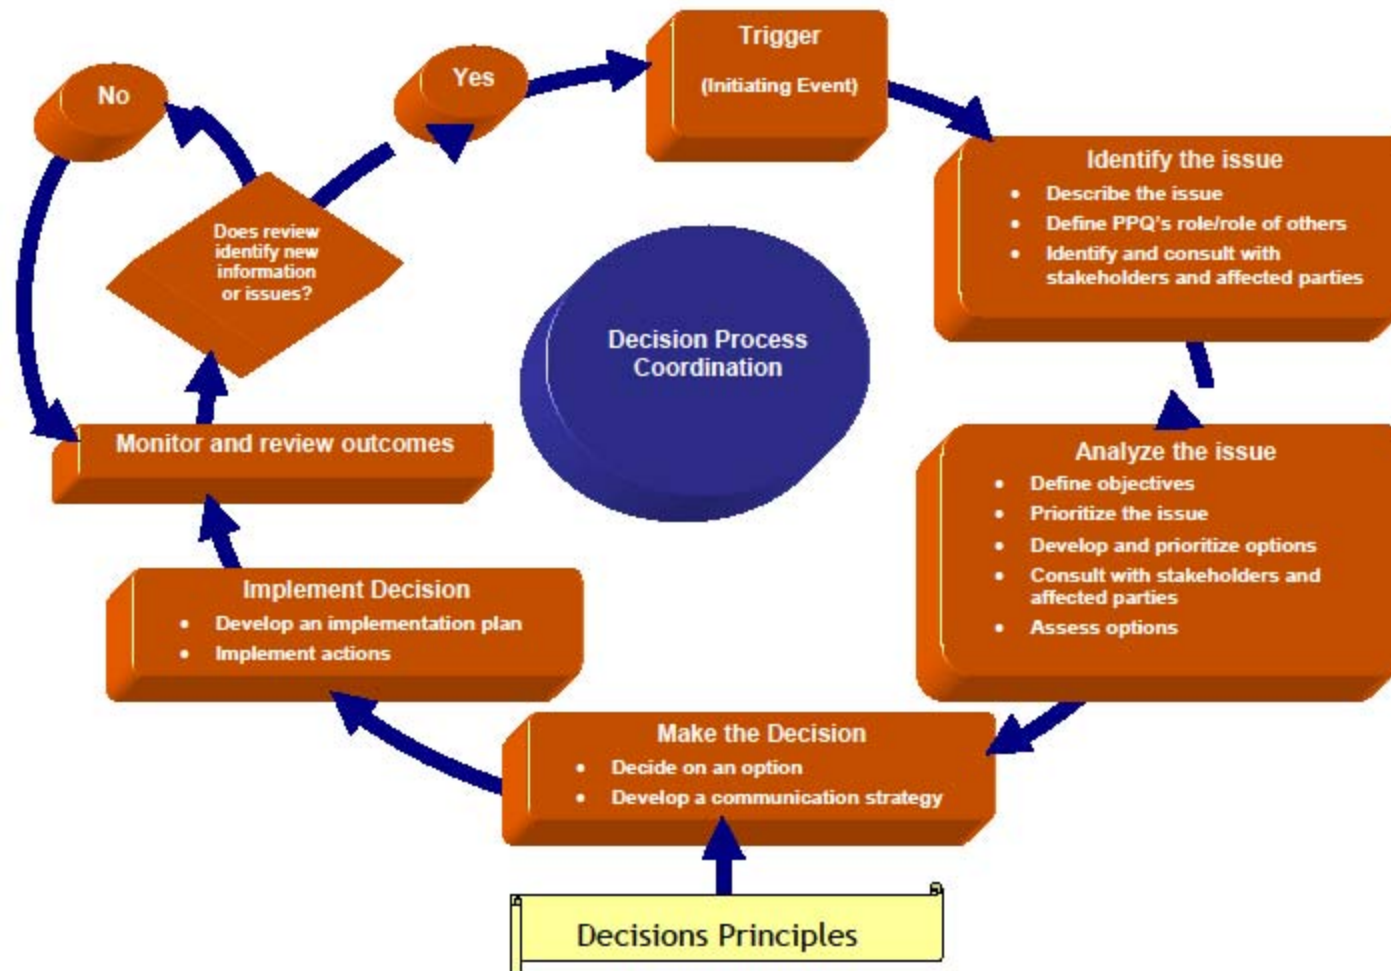 Trigger
(Initiating Event)
Identify the issue
• Describe the issue
• Define PPQ's role/role of others
• Identify and consult with
stakeholders and affected parties
Analyze the issue
• Define objectives
• Prioritize the issue
• Develop and prioritize options
• Consult with stakeholders and
affected parties
• Assess options
Make the Decision
• Decide on an option
• Develop a communication strategy
Decisions Principles
Implement Decision
• Develop an implementation plan
• Implement actions
Monitor and review outcomes
Does review
identify new
information
or issues?
No
Yes
Decision Process
Coordination